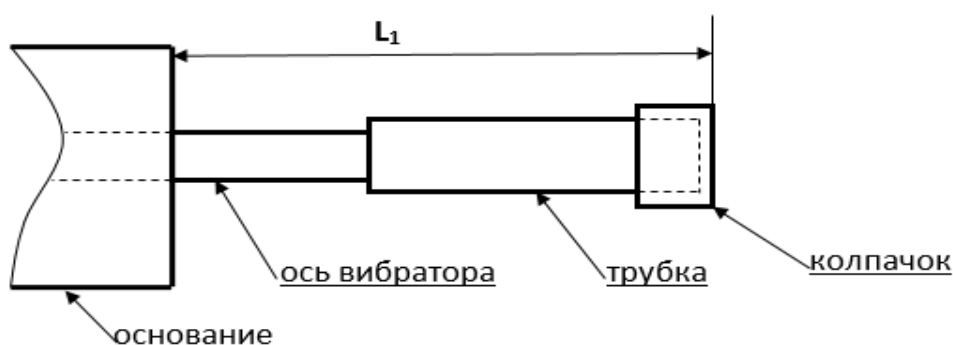 L₁
ось вибратора
трубка
колпачок
основание